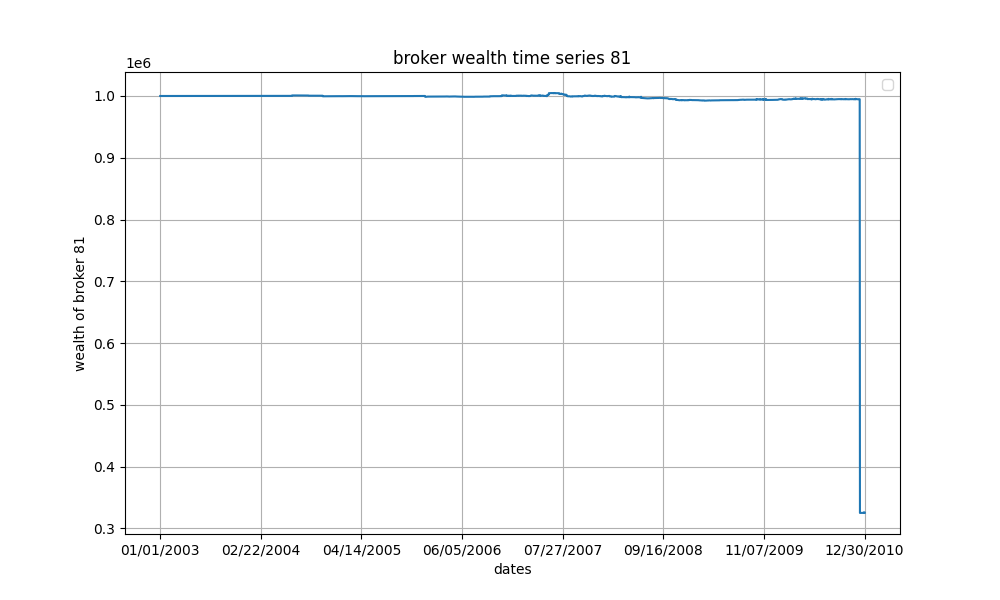 broker wealth time series 81
1e6
1.0
0.9
0.8
0.7
0.6
0.5
0.4
0.3
wealth of broker 81
01/01/2003 02/22/2004 04/14/2005 06/05/2006 07/27/2007 09/16/2008 11/07/2009 12/30/2010
dates